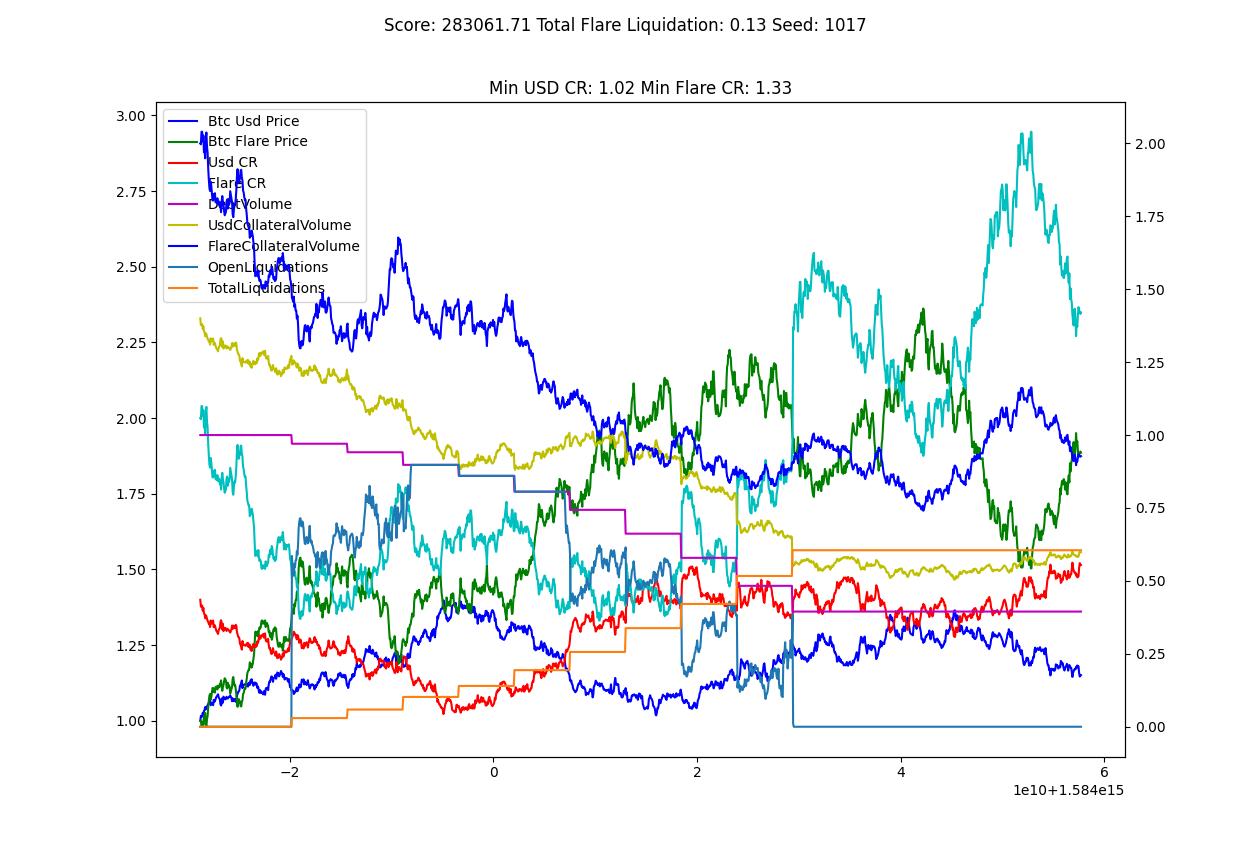 Score: 283061.71 Total Flare Liquidation: 0.13 Seed: 1017
Min USD CR: 1.02 Min Flare CR: 1.33
3.00
2.75
2.50
2.25
2.00
1.75
1.50
1.25
1.00
Btc Usd Price
Btc Flare Price
Usd CR
Flare CR
DebtVolume
UsdCollateralVolume
FlareCollateralVolume
OpenLiquidations
TotalLiquidations
2.00
1.75
1.50
1.25
1.00
0.75
0.50
0.25
0.00
−2 0 2 4 6
1e10+1.584e15